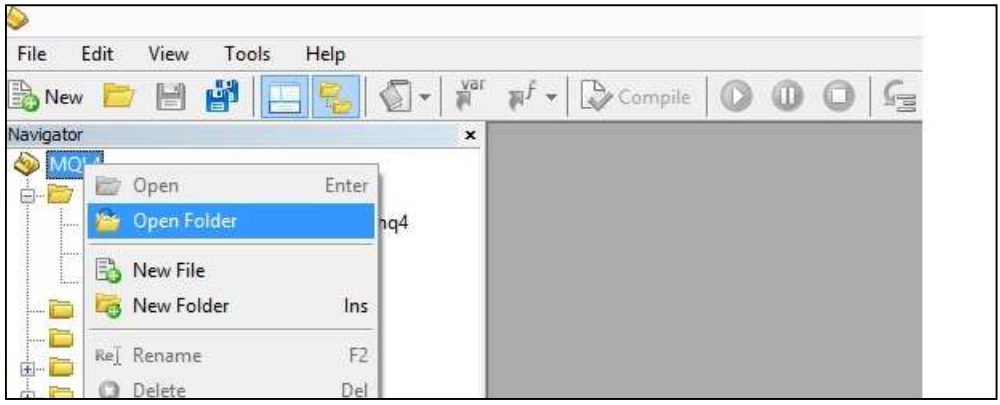 File Edit View Tools Help
New var f Compile
Navigator x
MQL4
Open Enter
Open Folder
nq4
New File
New Folder Ins
Re Rename F2
Delete Del